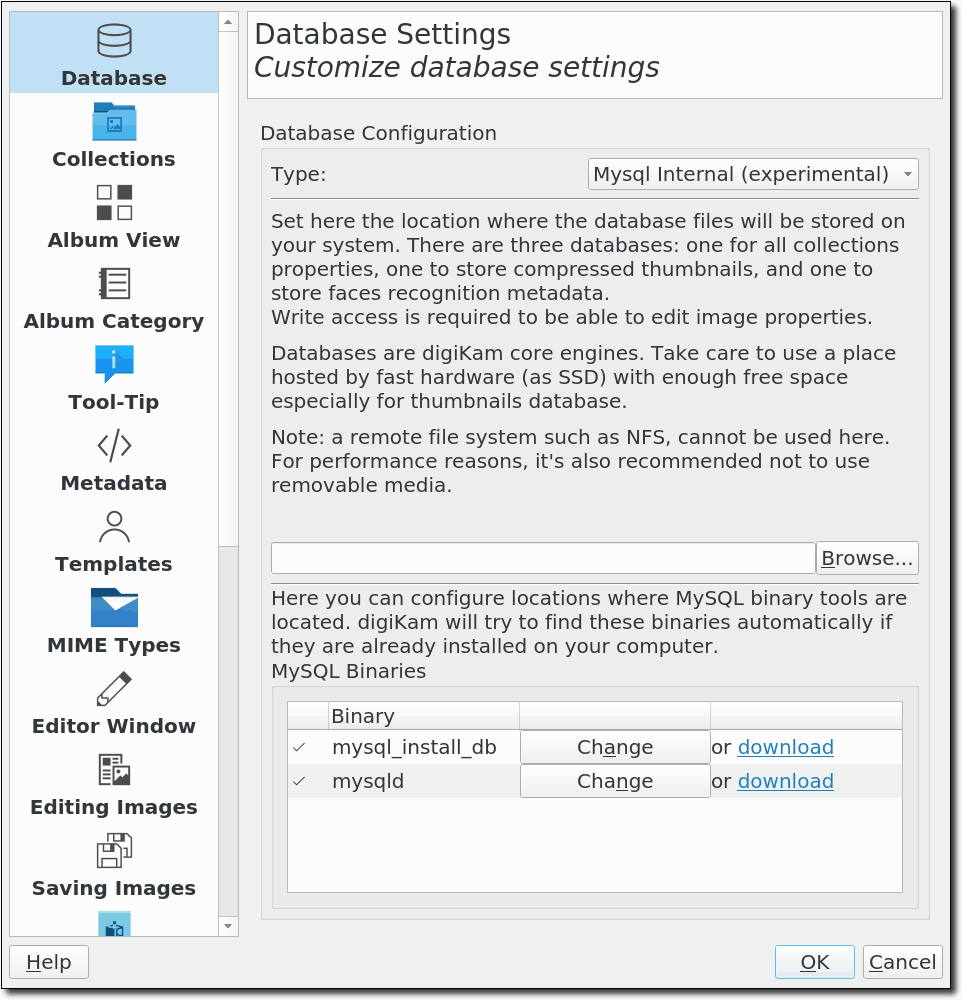 Database
Collections
Album View
Album Category
Tool-Tip
Metadata
Templates
MIME Types
Editor Window
Editing Images
Saving Images
Database Settings
Customize database settings
Database Configuration
Type:
Mysql Internal (experimental)
Set here the location where the database files will be stored on
your system. There are three databases: one for all collections
properties, one to store compressed thumbnails, and one to
store faces recognition metadata.
Write access is required to be able to edit image properties.
Databases are digiKam core engines. Take care to use a place
hosted by fast hardware (as SSD) with enough free space
especially for thumbnails database.
Note: a remote file system such as NFS, cannot be used here.
For performance reasons, it's also recommended not to use
removable media.
Browse...
Here you can configure locations where MySQL binary tools are
located. digiKam will try to find these binaries automatically if
they are already installed on your computer.
MySQL Binaries
Binary
mysql_install_db Change or download
mysqld Change or download
Help
OK
Cancel